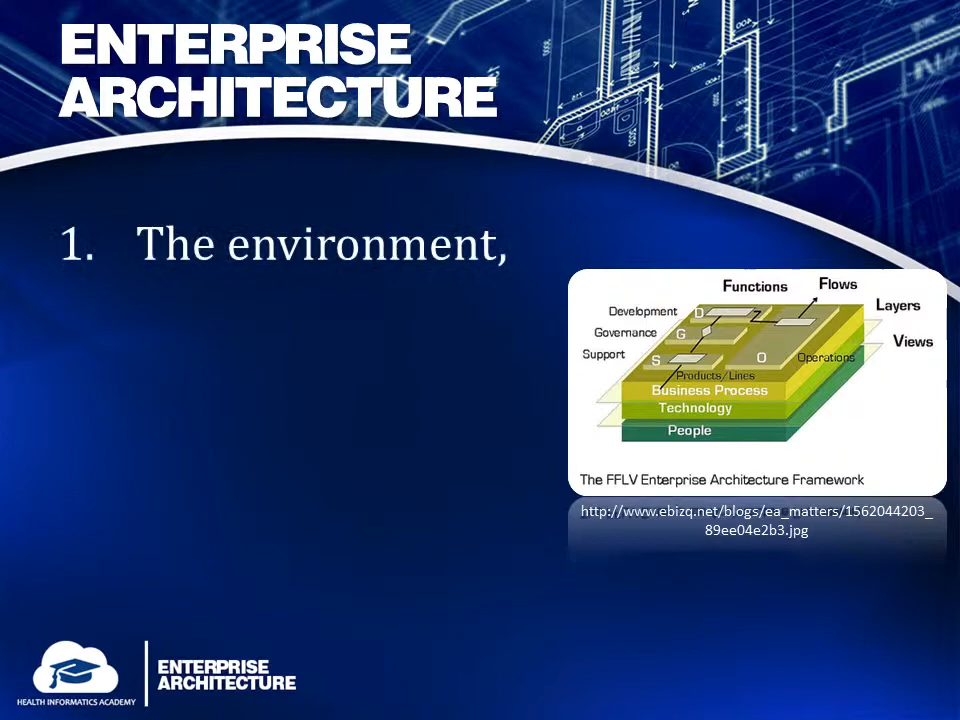 ENTERPRISE
ARCHITECTURE
1. The environment,
Functions
Flows
Layers
Views
Development
Governance
Support
D
G
S
O
Operations
Products/Lines
Business Process
Technology
People
The FFLV Enterprise Architecture Framework
http://www.ebizq.net/blogs/ea_matters/1562044203_
89ee04e2b3.jpg
HEALTH INFORMATICS ACADEMY
ENTERPRISE
ARCHITECTURE